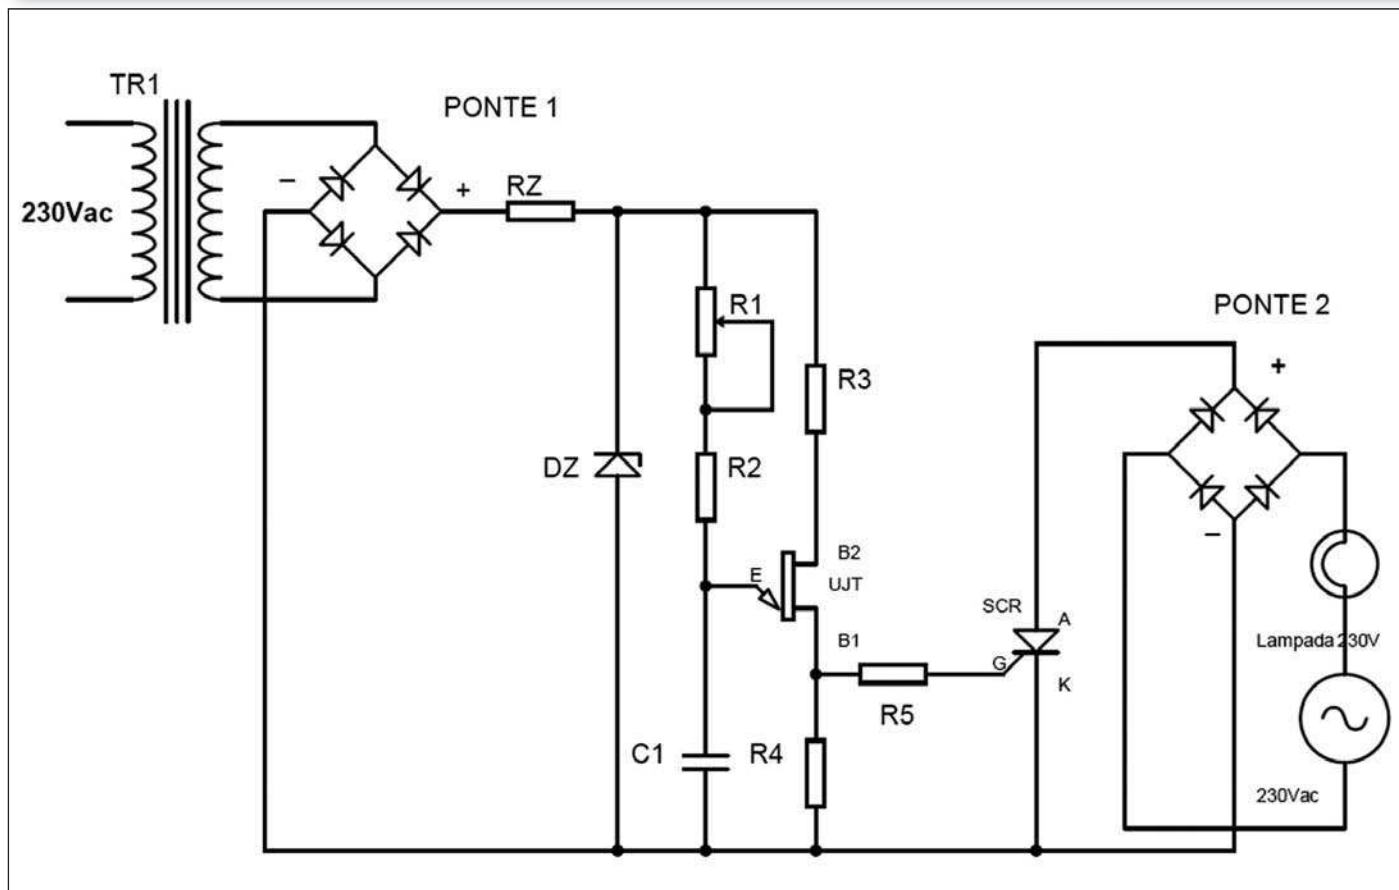 TR1
PONTE 1
230Vac
−
+
RZ
R1
R3
PONTE 2
+
DZ
R2
−
B2
E
UJT
SCR
A
B1
G
Lampada 230V
K
R5
C1
R4
230Vac